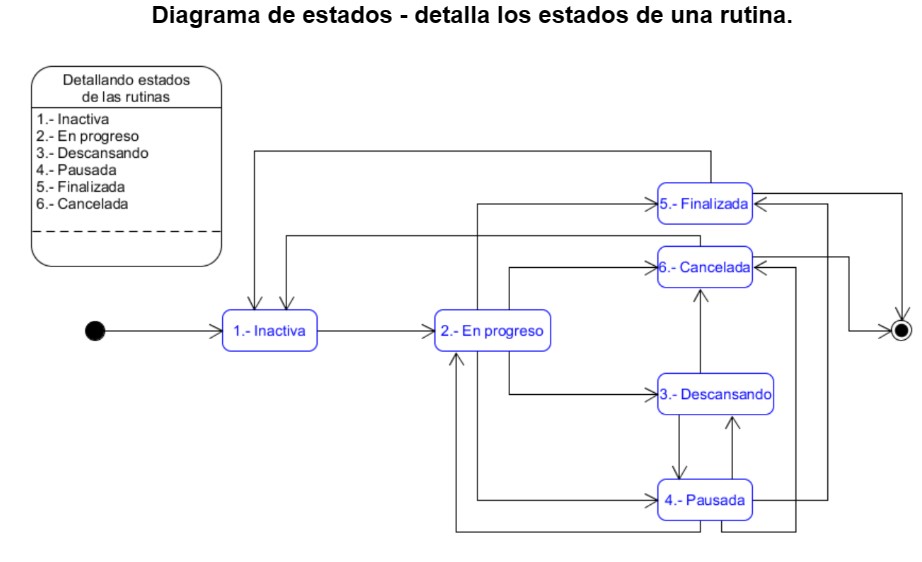 Diagrama de estados - detalla los estados de una rutina.
Detallando estados
de las rutinas
1.- Inactiva
2.- En progreso
3.- Descansando
4.- Pausada
5.- Finalizada
6.- Cancelada
5.- Finalizada
6.- Cancelada
1.- Inactiva
2.- En progreso
3.- Descansando
4.- Pausada